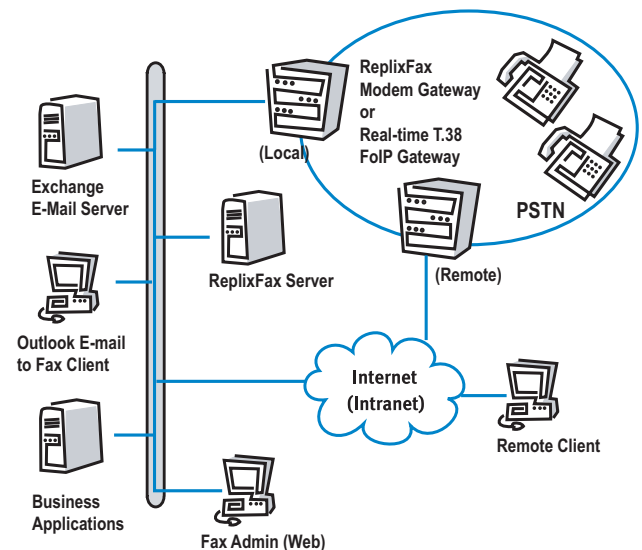 ReplixFax
Modem Gateway
or
Real-time T.38
FoIP Gateway
(Local)
PSTN
Exchange
E-Mail Server
ReplixFax Server
(Remote)
Outlook E-mail
to Fax Client
Internet
(Intranet)
Remote Client
Business
Applications
Fax Admin (Web)